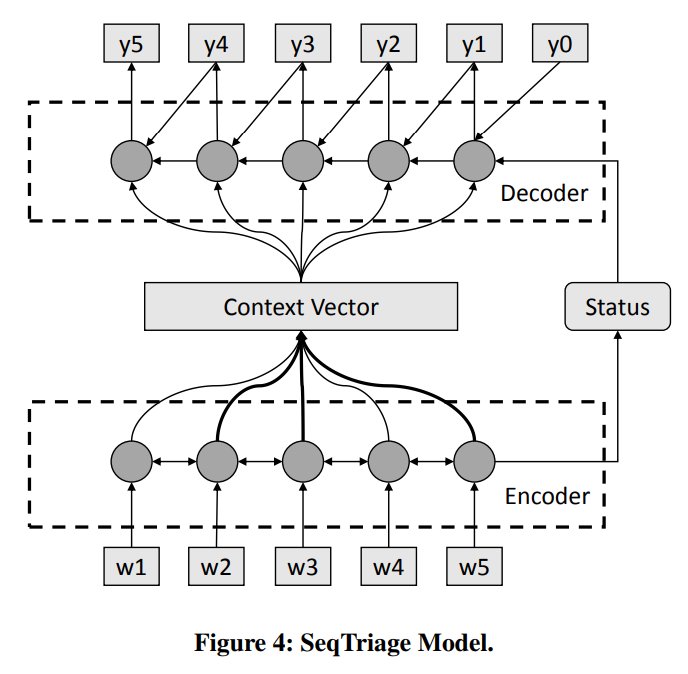 y5 y4 y3 y2 y1 y0
Decoder
Context Vector Status
Encoder
w1 w2 w3 w4 w5
Figure 4: SeqTriage Model.